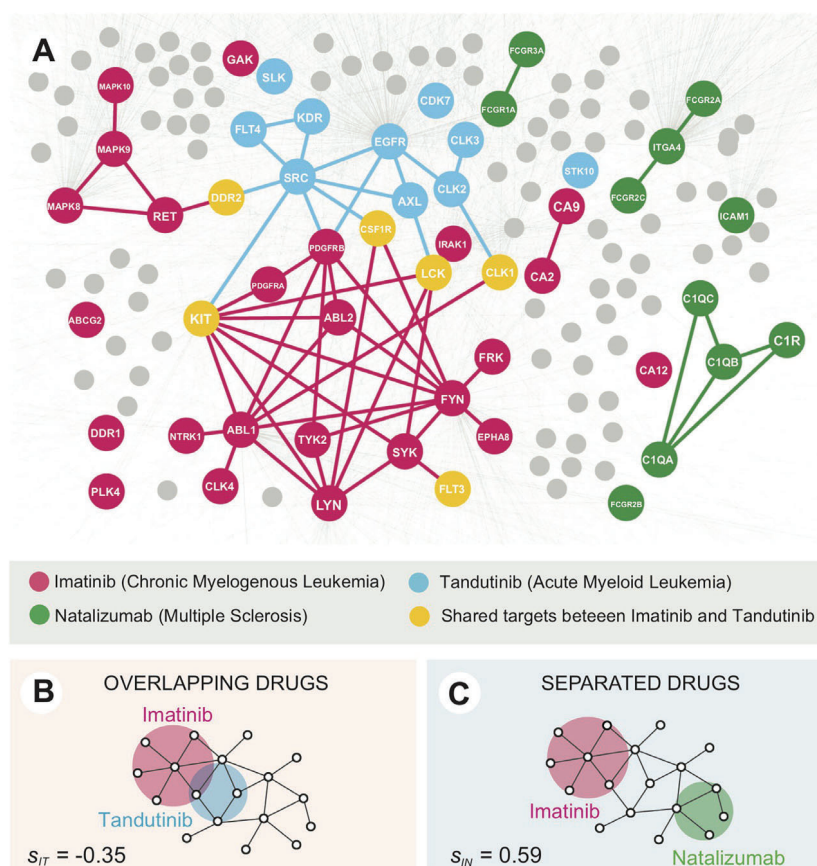 A
GAK
SLK
MAPK10
FCGR3A
FCGR1A
CDK7
FCGR2A
KDR
FLT4
EGFR
CLK3
MAPK9
ITGA4
SRC
STK10
CLK2
AXL
FCGR2C
DDR2
MAPK8
RET
CA9
ICAM1
CSF1R
PDGFRB
IRAK1
LCK
CLK1
CA2
PDGFRA
C1QC
KIT
ABL2
ABCG2
C1R
FRK
C1QB
CA12
FYN
DDR1
NTRK1
ABL1
TYK2
EPHA8
SYK
C1QA
PLK4
CLK4
FLT3
LYN
FCGR2B
Imatinib (Chronic Myelogenous Leukemia)
Tandutinib (Acute Myeloid Leukemia)
Natalizumab (Multiple Sclerosis)
Shared targets beteeen Imatinib and Tandutinib
B
OVERLAPPING DRUGS
Imatinib
Tandutinib
sIT = -0.35
C
SEPARATED DRUGS
Imatinib
Natalizumab
sIN = 0.59